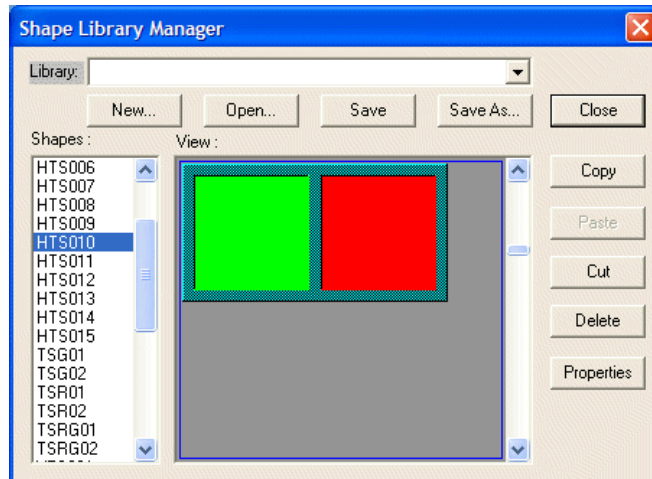 Shape Library Manager
Library:
New... Open... Save Save As... Close
Shapes : View :
HTS006
HTS007
HTS008
HTS009
HTS010
HTS011
HTS012
HTS013
HTS014
HTS015
TSG01
TSG02
TSR01
TSR02
TSRG01
TSRG02
Copy
Paste
Cut
Delete
Properties